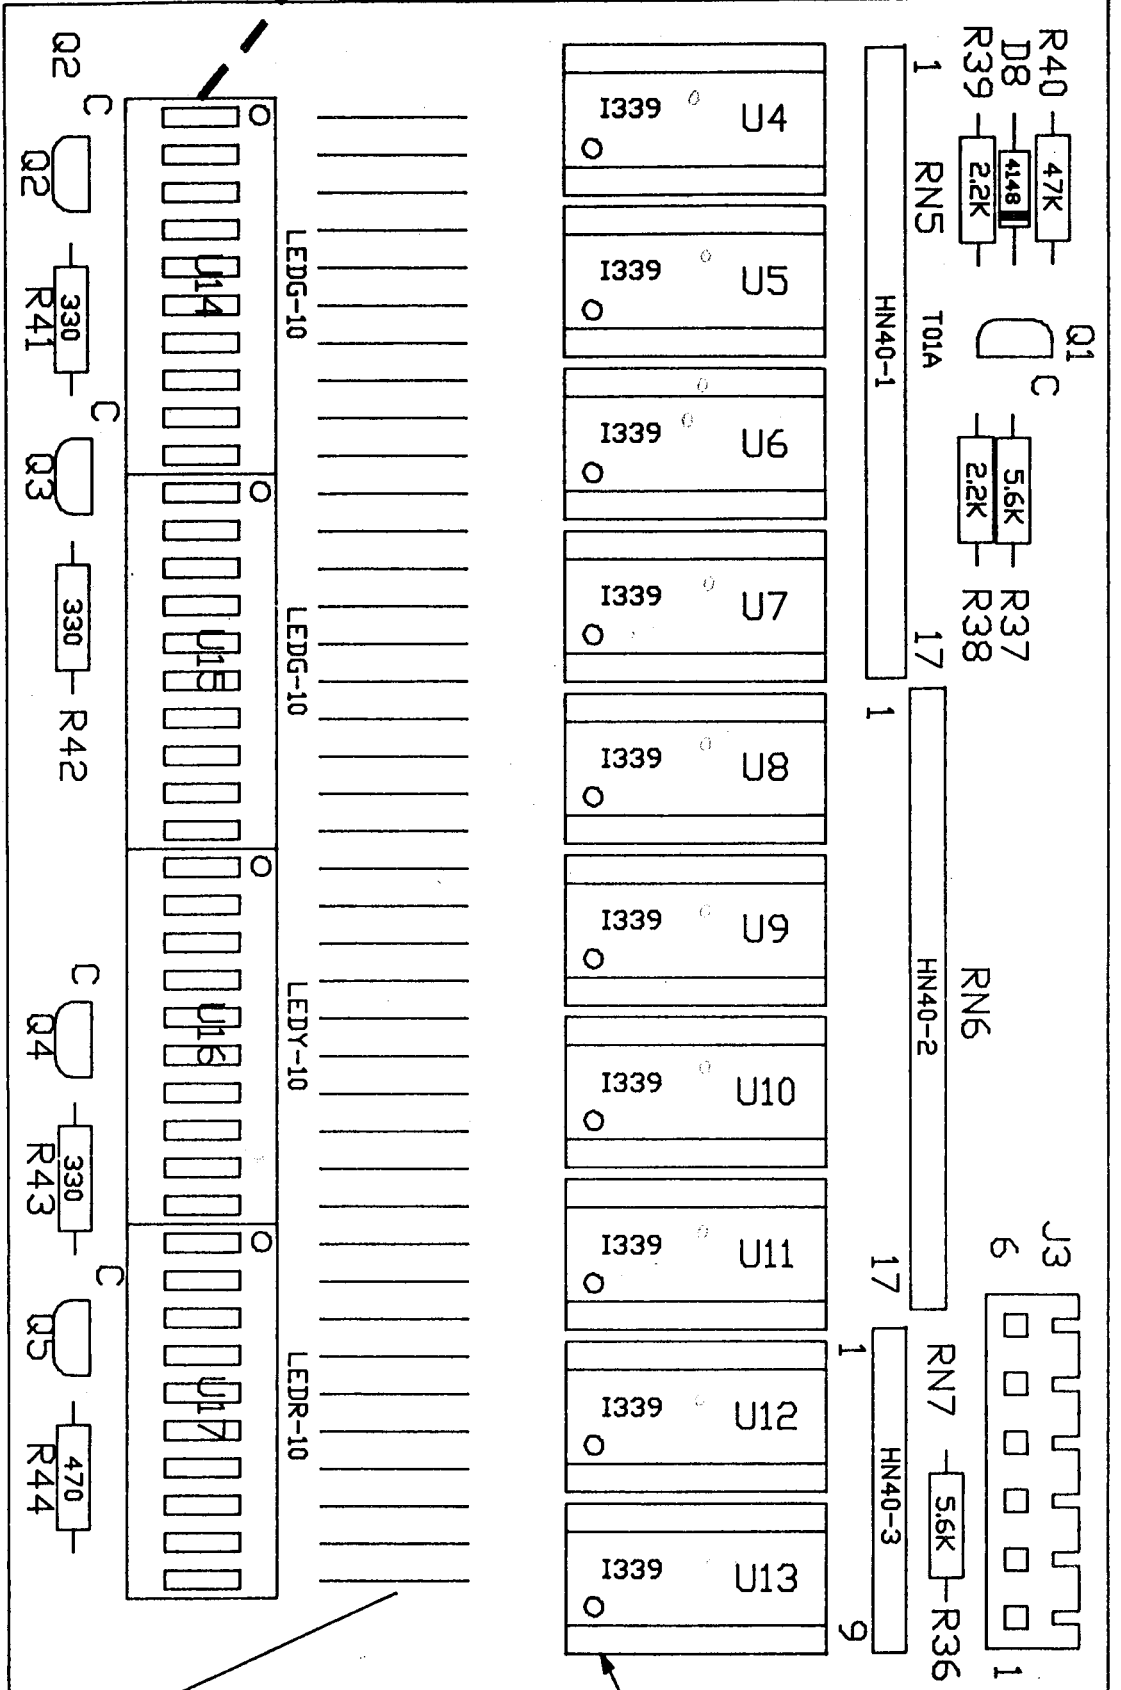 R40
D8
R39
47K
4148
2.2K
1
RN5
HN40-1
T01A
Q1
C
5.6K
2.2K
R37
R38
17
U4
I339
U5
I339
U6
I339
U7
I339
U8
I339
U9
I339
U10
I339
U11
I339
U12
I339
U13
I339
1
HN40-2
RN6
17
J3
6
1
1
RN7
HN40-3
5.6K
R36
9
LEDG-10
U14
LEDG-10
U15
LEDY-10
U16
LEDR-10
U17
Q2
C
Q2
330
R41
C
Q3
330
R42
C
Q4
330
R43
C
Q5
470
R44